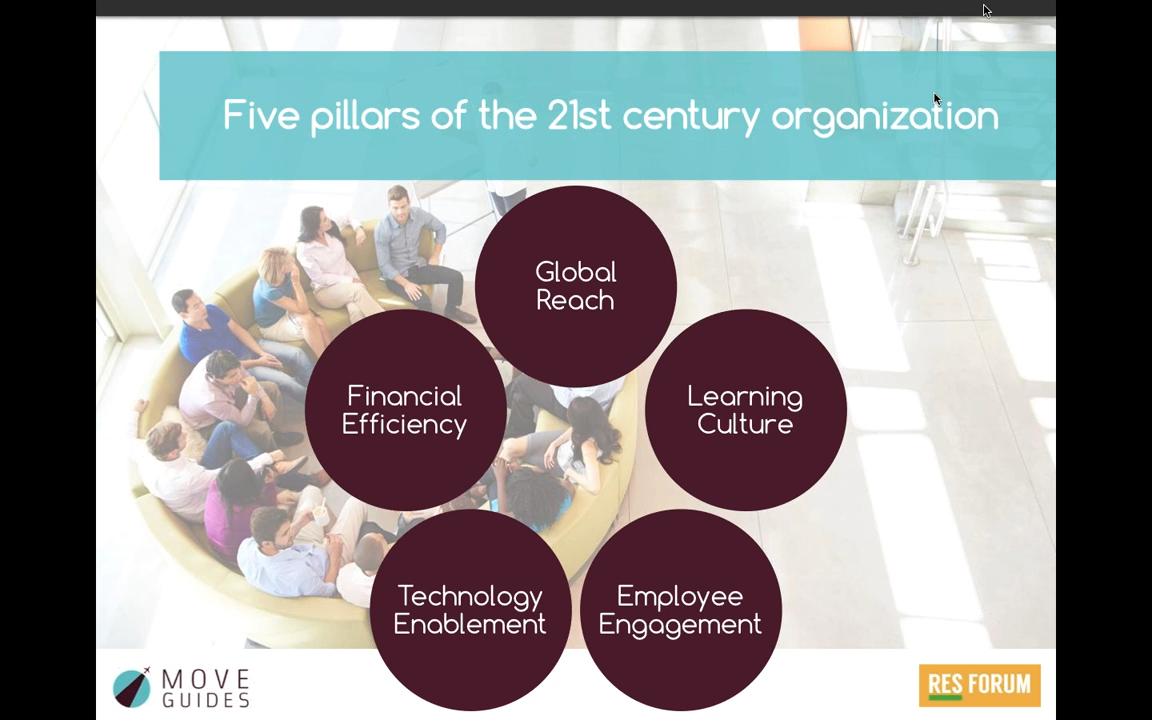 Five pillars of the 21st century organization
Global
Reach
Financial
Efficiency
Learning
Culture
Technology
Enablement
Employee
Engagement
MOVE
GUIDES
RES FORUM